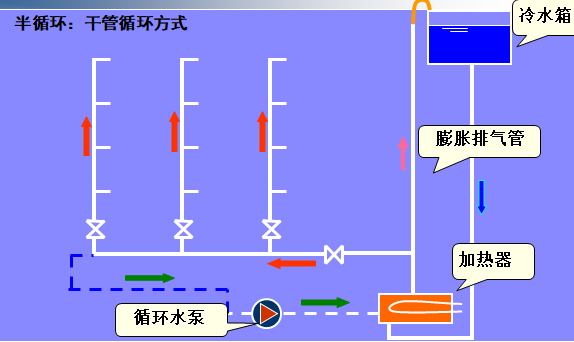 半循环：干管循环方式
冷水箱
膨胀排气管
加热器
循环水泵